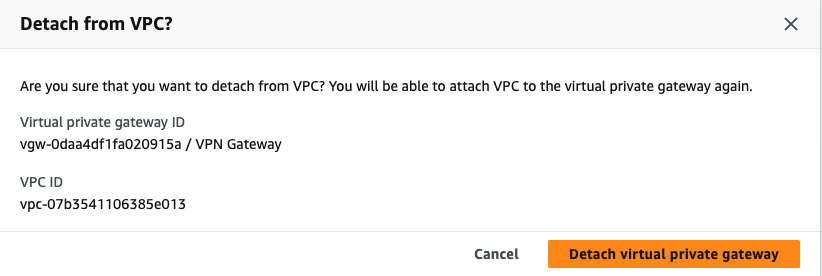 Detach from VPC?
Are you sure that you want to detach from VPC? You will be able to attach VPC to the virtual private gateway again.
Virtual private gateway ID
vgw-0daa4df1fa020915a / VPN Gateway
VPC ID
vpc-07b3541106385e013
Cancel
Detach virtual private gateway